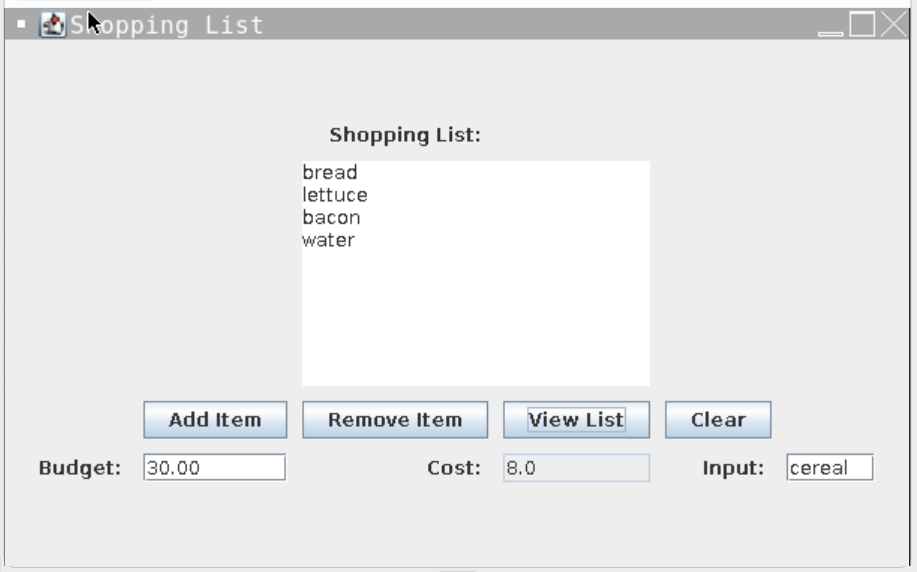 Shopping List
Shopping List:
bread
lettuce
bacon
water
Add Item Remove Item View List Clear
Budget: 30.00 Cost: 8.0 Input: cereal